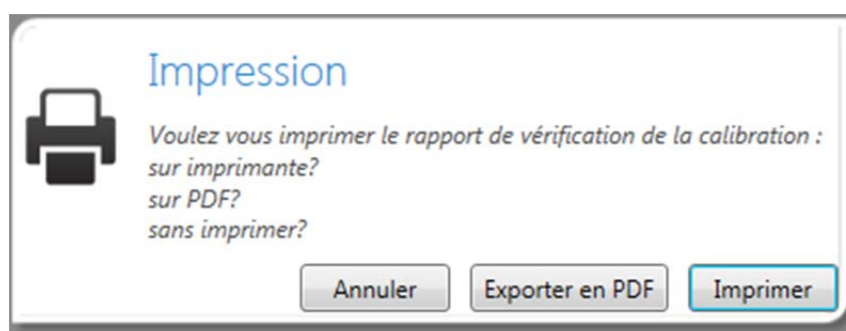 Impression
Voulez vous imprimer le rapport de vérification de la calibration :
sur imprimante?
sur PDF?
sans imprimer?
Annuler
Exporter en PDF
Imprimer